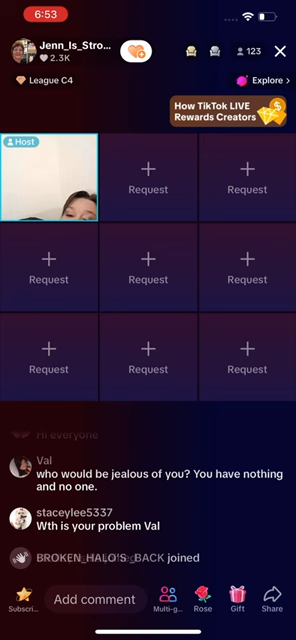 6:53
Jenn_Is_Stro...
2.3K
123
League C4
Explore >
How TikTok LIVE
Rewards Creators
Host
Request
Request
Request
Request
Request
Request
Request
Request
Hi everyone
Val
who would be jealous of you? You have nothing
and no one.
staceylee5337
Wth is your problem Val
BROKEN_HALO'S_BACK joined
Subscri...
Add comment
Multi-g...
Rose
Gift
Share